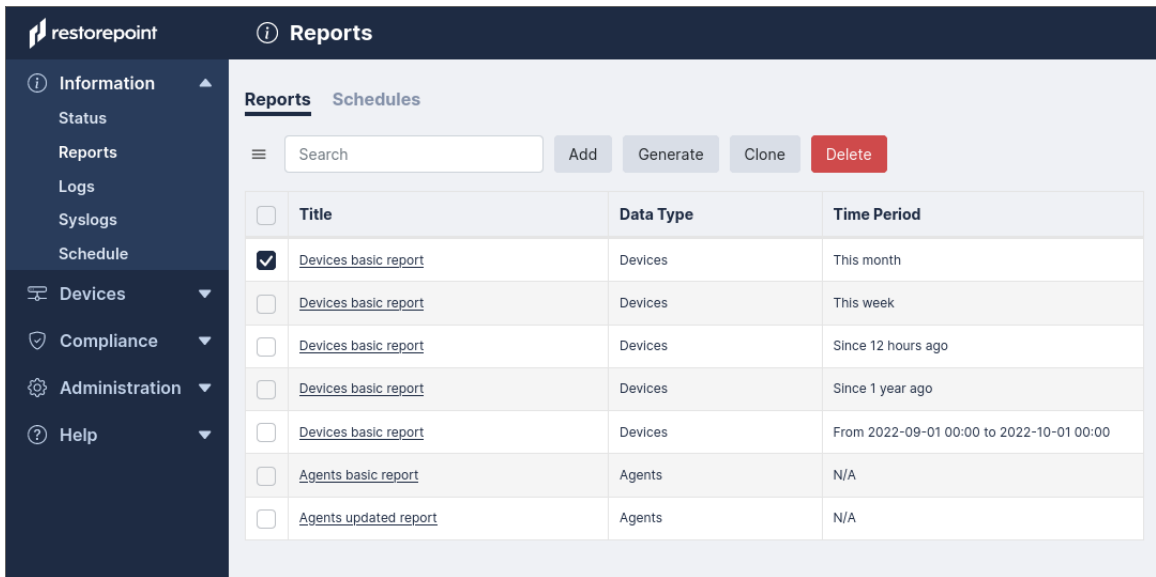 restorepoint
Reports
Information
Status
Reports
Logs
Syslogs
Schedule
Devices
Compliance
Administration
Help
Reports Schedules
Search Add Generate Clone Delete
Title Data Type Time Period
Devices basic report Devices This month
Devices basic report Devices This week
Devices basic report Devices Since 12 hours ago
Devices basic report Devices Since 1 year ago
Devices basic report Devices From 2022-09-01 00:00 to 2022-10-01 00:00
Agents basic report Agents N/A
Agents updated report Agents N/A